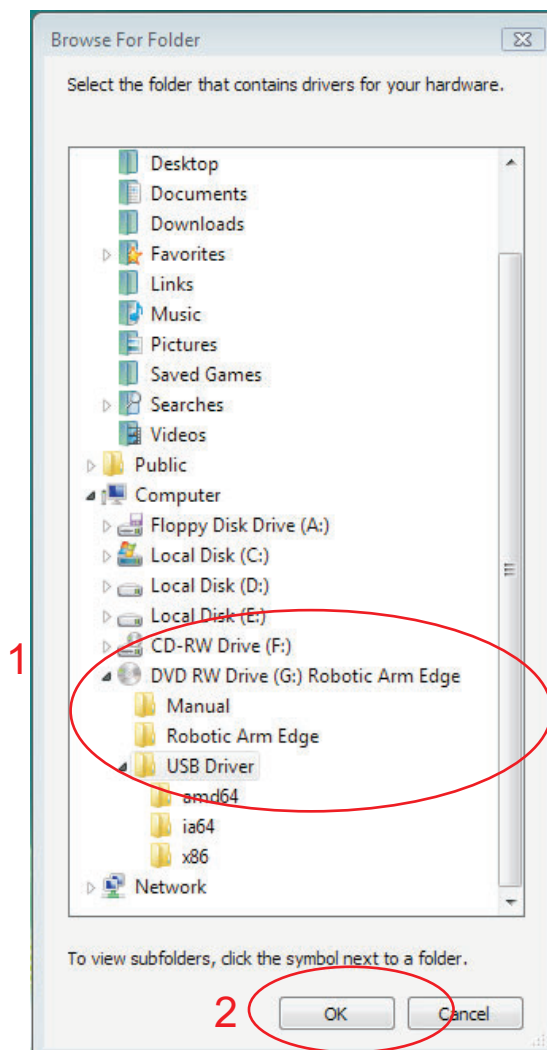 Browse For Folder
Select the folder that contains drivers for your hardware.
Desktop
Documents
Downloads
Favorites
Links
Music
Pictures
Saved Games
Searches
Videos
Public
Computer
Floppy Disk Drive (A:)
Local Disk (C:)
Local Disk (D:)
Local Disk (E:)
1
CD-RW Drive (F:)
DVD RW Drive (G:) Robotic Arm Edge
Manual
Robotic Arm Edge
USB Driver
amd64
ia64
x86
Network
To view subfolders, click the symbol next to a folder.
2 OK Cancel